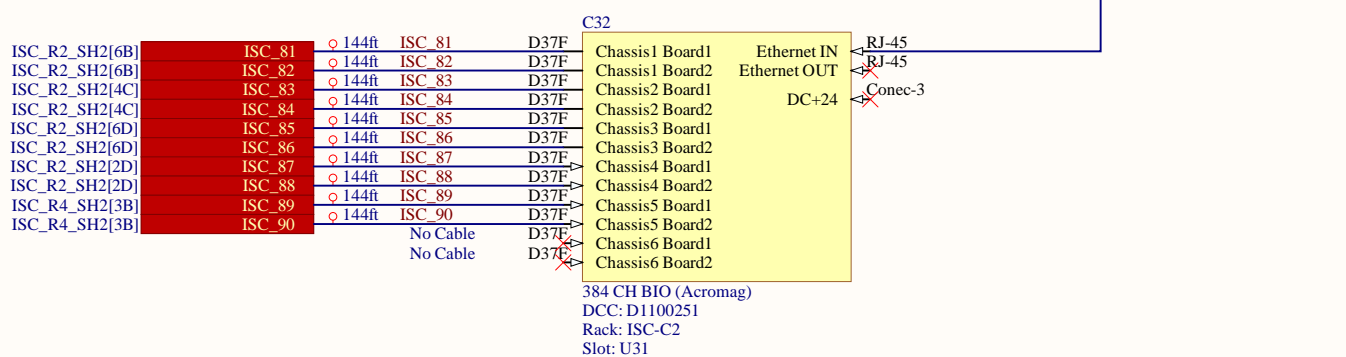 C32
ISC_R2_SH2[6B] ISC_81 144ft ISC_81 D37F Chassis1 Board1 Ethernet IN RJ-45
ISC_R2_SH2[6B] ISC_82 144ft ISC_82 D37F Chassis1 Board2 Ethernet OUT RJ-45
ISC_R2_SH2[4C] ISC_83 144ft ISC_83 D37F Chassis2 Board1
ISC_R2_SH2[4C] ISC_84 144ft ISC_84 D37F Chassis2 Board2 DC+24 Conec-3
ISC_R2_SH2[6D] ISC_85 144ft ISC_85 D37F Chassis3 Board1
ISC_R2_SH2[6D] ISC_86 144ft ISC_86 D37F Chassis3 Board2
ISC_R2_SH2[2D] ISC_87 144ft ISC_87 D37F Chassis4 Board1
ISC_R2_SH2[2D] ISC_88 144ft ISC_88 D37F Chassis4 Board2
ISC_R4_SH2[3B] ISC_89 144ft ISC_89 D37F Chassis5 Board1
ISC_R4_SH2[3B] ISC_90 144ft ISC_90 D37F Chassis5 Board2
No Cable D37F Chassis6 Board1
No Cable D37F Chassis6 Board2
384 CH BIO (Acromag)
DCC: D1100251
Rack: ISC-C2
Slot: U31